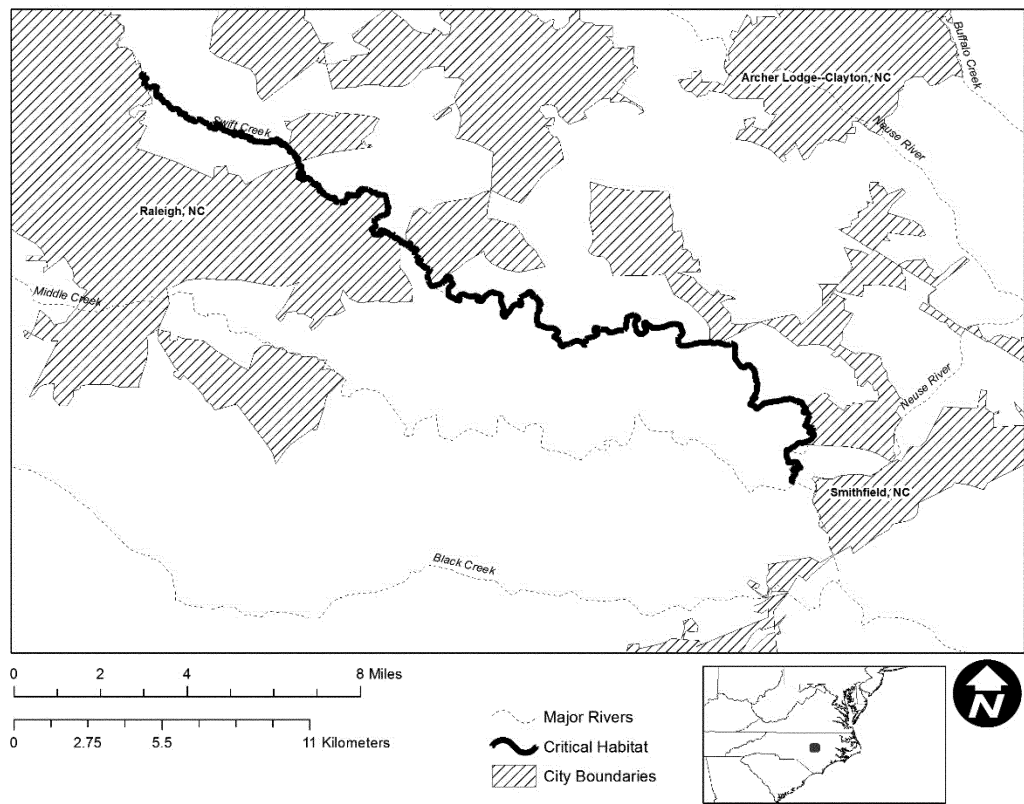 Buffalo Creek
Archer Lodge--Clayton, NC
Swift Creek
Neuse River
Raleigh, NC
Middle Creek
Neuse River
Smithfield, NC
Black Creek
0 2 4 8 Miles
0 2.75 5.5 11 Kilometers
Major Rivers
Critical Habitat
City Boundaries
N